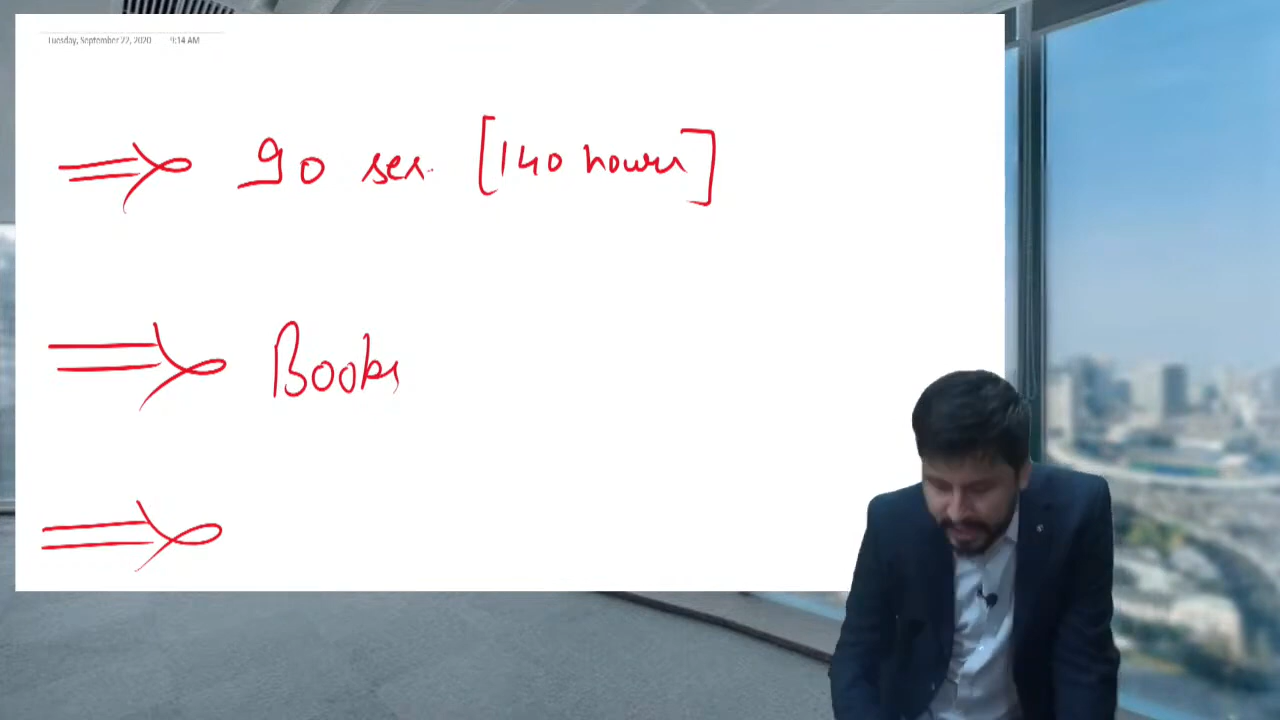 Tuesday, September 22, 2020 9:14 AM
⇒ 90 ses. [140 hours]
⇒ Books
⇒